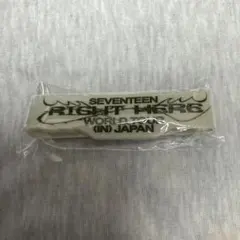 SEVENTEEN
RIGHT HERE
WORLD TOUR
(IN) JAPAN